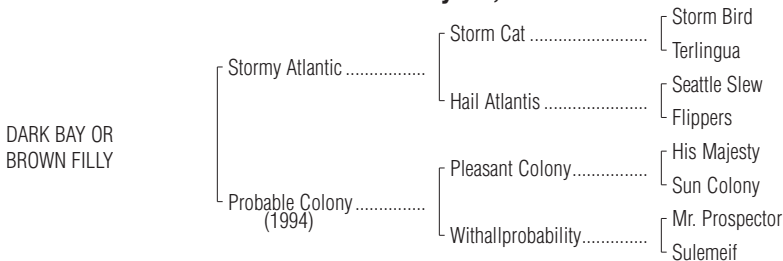 Storm Bird
Storm Cat ........................
Terlingua
Stormy Atlantic .................
Seattle Slew
Hail Atlantis .....................
Flippers
DARK BAY OR
BROWN FILLY
His Majesty
Pleasant Colony................
Sun Colony
Probable Colony ...............
(1994)
Mr. Prospector
Withallprobability..............
Sulemeif